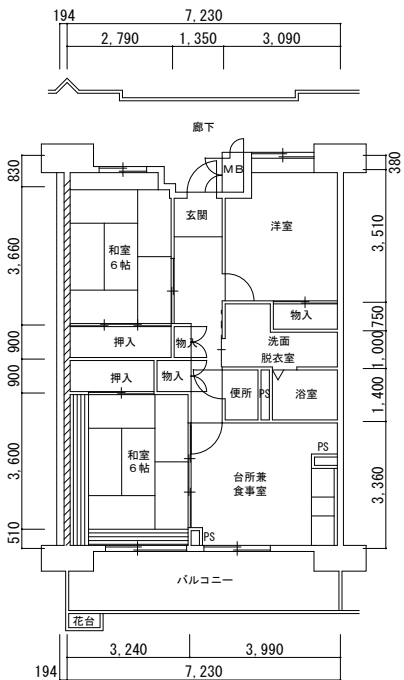 194
7,230
2,790
1,350
3,090
廊下
830
380
MB
玄関
洋室
和室
6帖
3,660
3,510
物入
750
押入
物入
洗面
脱衣室
900
1,000
押入
物入
便所
PS
浴室
900
1,400
和室
6帖
台所兼
食事室
PS
3,600
3,360
PS
510
バルコニー
花台
3,240
3,990
194
7,230